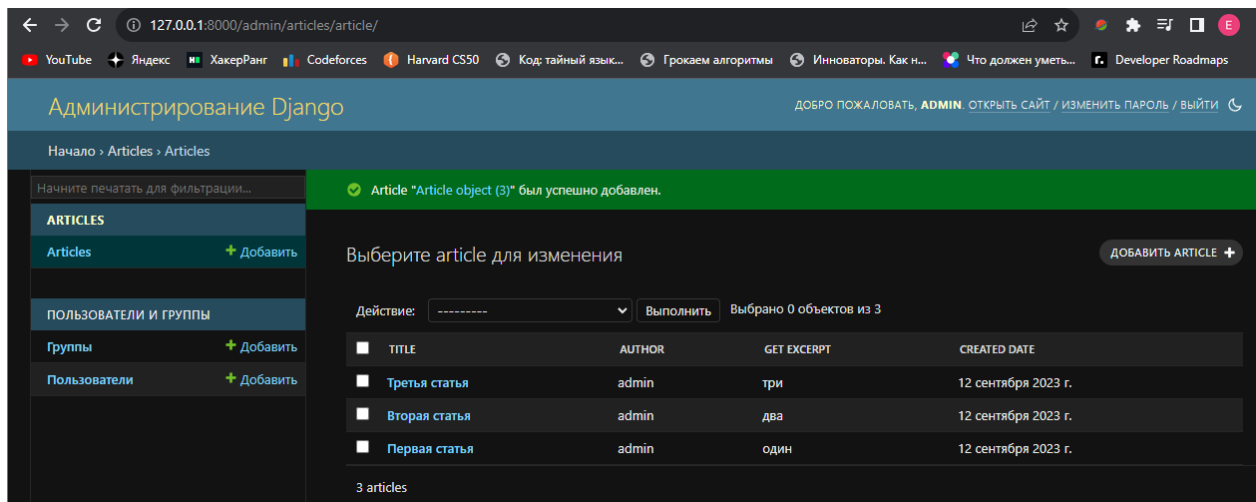 127.0.0.1:8000/admin/articles/article/
E
YouTube Яндекс ХакерРанг Codeforces Harvard CS50 Код: тайный язык... Грокаем алгоритмы Инноваторы. Как н... Что должен уметь... Developer Roadmaps
Администрирование Django
ДОБРО ПОЖАЛОВАТЬ, ADMIN. ОТКРЫТЬ САЙТ / ИЗМЕНИТЬ ПАРОЛЬ / ВЫЙТИ
Начало › Articles › Articles
Начните печатать для фильтрации...
ARTICLES
Articles + Добавить
ПОЛЬЗОВАТЕЛИ И ГРУППЫ
Группы + Добавить
Пользователи + Добавить
Article "Article object (3)" был успешно добавлен.
Выберите article для изменения
ДОБАВИТЬ ARTICLE +
Действие: --------- Выполнить Выбрано 0 объектов из 3
TITLE AUTHOR GET EXCERPT CREATED DATE
Третья статья admin три 12 сентября 2023 г.
Вторая статья admin два 12 сентября 2023 г.
Первая статья admin один 12 сентября 2023 г.
3 articles